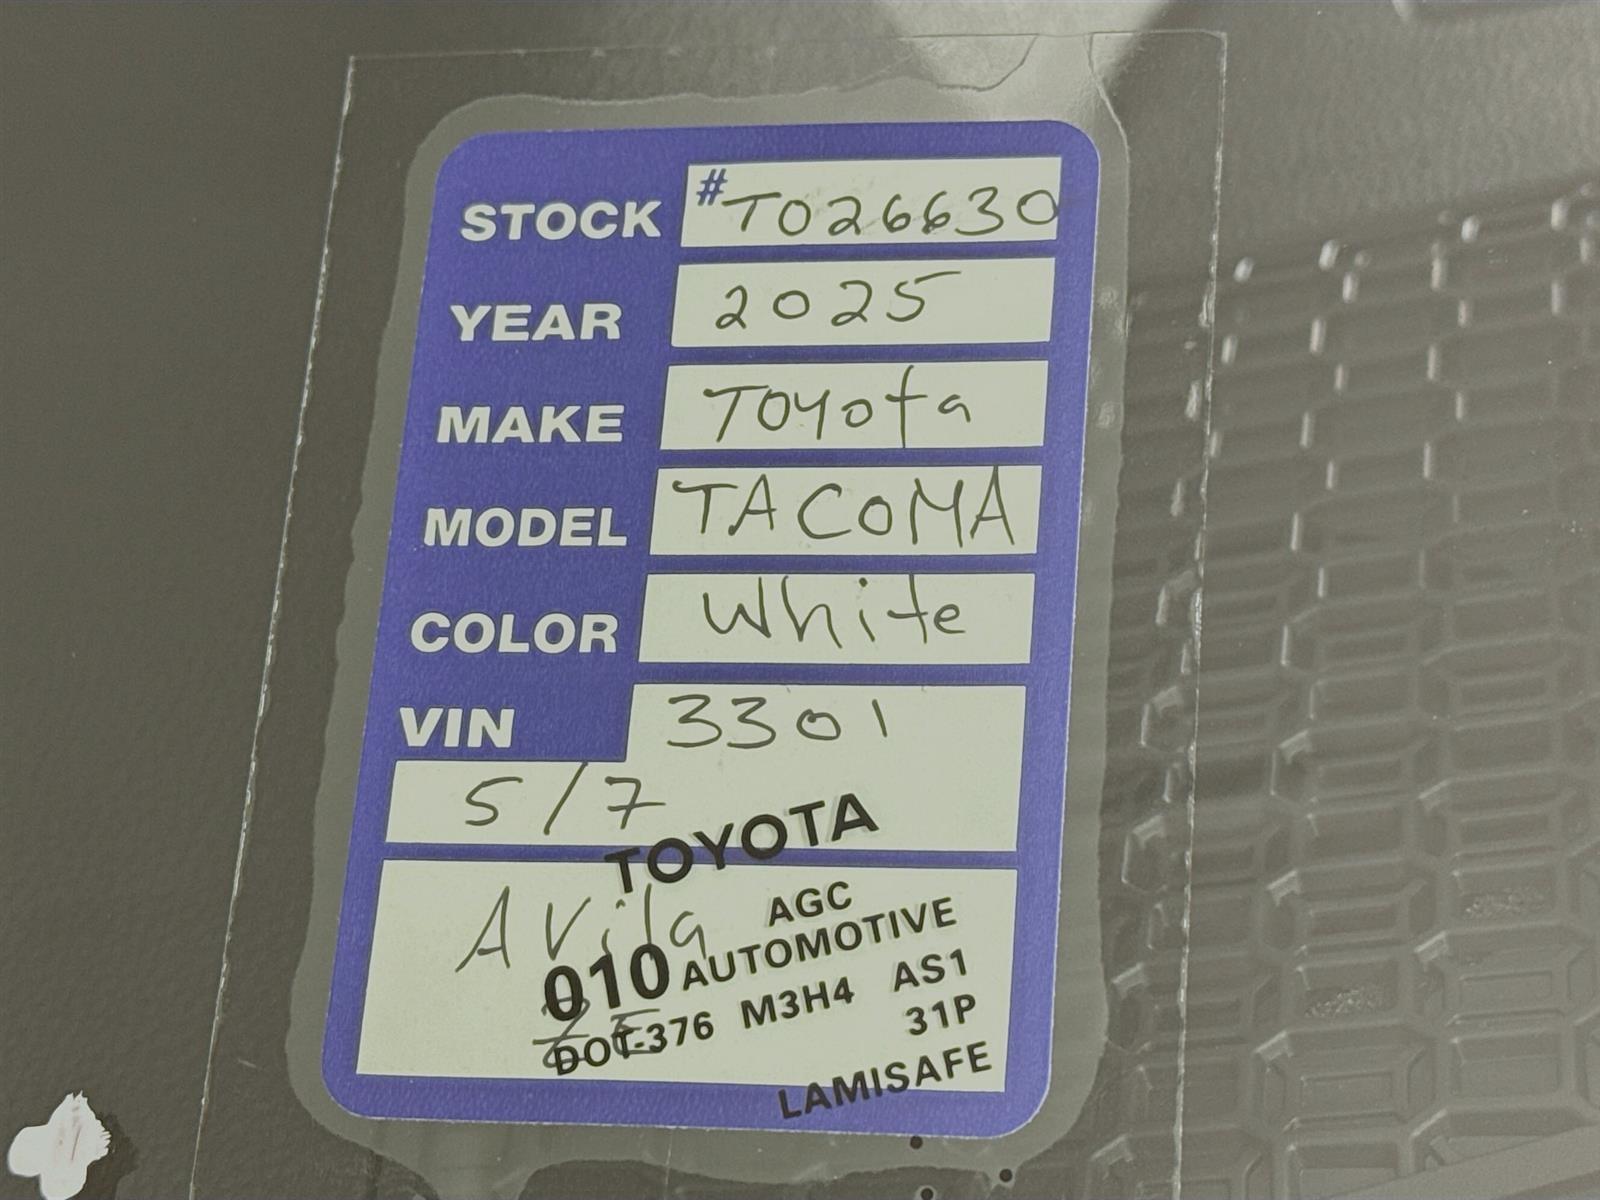 STOCK #T026630
YEAR 2025
MAKE TOYOTA
MODEL TACOMA
COLOR White
VIN 3301
5/7
TOYOTA
Avila
AGC
010 AUTOMOTIVE
DOT-376 M3H4 AS1
31P
LAMISAFE